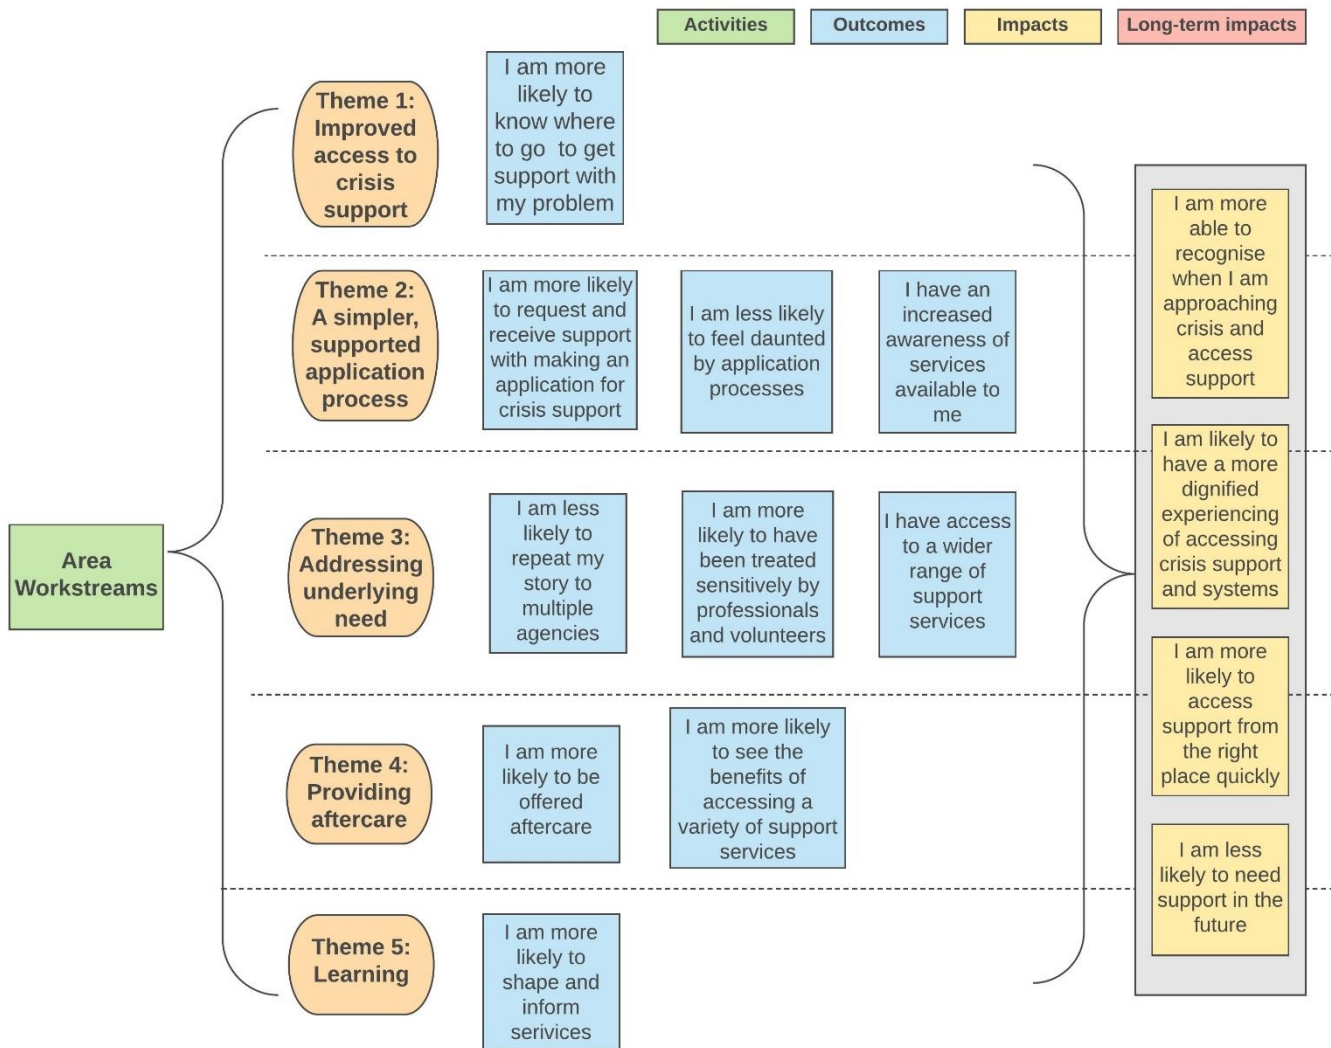 Activities
Outcomes
Impacts
Long-term impacts
Area
Workstreams
Theme 1:
Improved
access to
crisis
support
I am more
likely to
know where
to go to get
support with
my problem
Theme 2:
A simpler,
supported
application
process
I am more likely
to request and
receive support
with making an
application for
crisis support
I am less likely
to feel daunted
by application
processes
I have an
increased
awareness of
services
available to
me
Theme 3:
Addressing
underlying
need
I am less
likely to
repeat my
story to
multiple
agencies
I am more
likely to have
been treated
sensitively by
professionals
and volunteers
I have access
to a wider
range of
support
services
Theme 4:
Providing
aftercare
I am more
likely to be
offered
aftercare
I am more likely
to see the
benefits of
accessing a
variety of support
services
Theme 5:
Learning
I am more
likely to
shape and
inform
serivices
I am more
able to
recognise
when I am
approaching
crisis and
access
support
I am likely to
have a more
dignified
experiencing
of accessing
crisis support
and systems
I am more
likely to
access
support from
the right
place quickly
I am less
likely to need
support in the
future